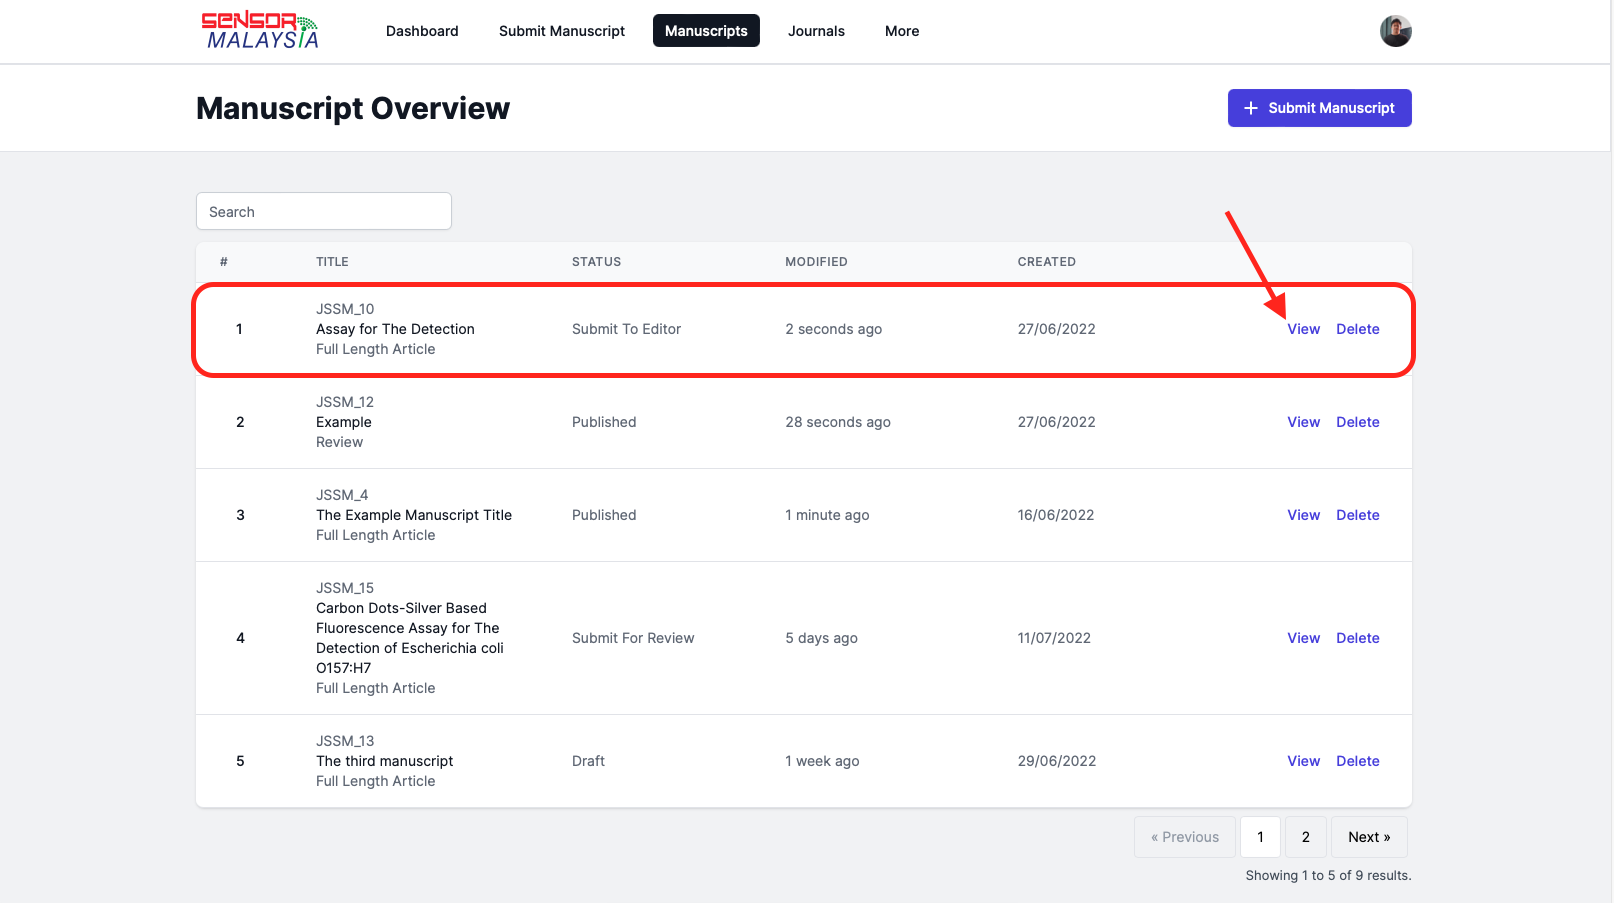 SENSOR
MALAYSIA
Dashboard
Submit Manuscript
Manuscripts
Journals
More
Manuscript Overview
+ Submit Manuscript
Search
# TITLE STATUS MODIFIED CREATED
JSSM_10
1 Assay for The Detection Submit To Editor 2 seconds ago 27/06/2022 View Delete
Full Length Article
JSSM_12
2 Example Published 28 seconds ago 27/06/2022 View Delete
Review
JSSM_4
3 The Example Manuscript Title Published 1 minute ago 16/06/2022 View Delete
Full Length Article
JSSM_15
Carbon Dots-Silver Based
Fluorescence Assay for The
4 Submit For Review 5 days ago 11/07/2022 View Delete
Detection of Escherichia coli
O157:H7
Full Length Article
JSSM_13
5 The third manuscript Draft 1 week ago 29/06/2022 View Delete
Full Length Article
« Previous 1 2 Next »
Showing 1 to 5 of 9 results.